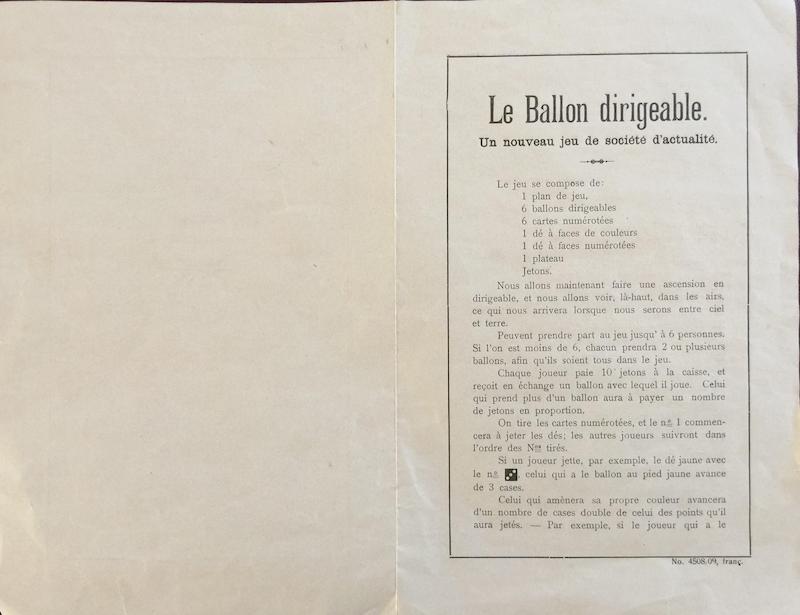 Le Ballon dirigeable.
Un nouveau jeu de société d'actualité.
Le jeu se compose de:
1 plan de jeu,
6 ballons dirigeables
6 cartes numérotées
1 dé à faces de couleurs
1 dé à faces numérotées
1 plateau
Jetons.
Nous allons maintenant faire une ascension en
dirigeable, et nous allons voir, là-haut, dans les airs,
ce qui nous arrivera lorsque nous serons entre ciel
et terre.
Peuvent prendre part au jeu jusqu' à 6 personnes.
Si l'on est moins de 6, chacun prendra 2 ou plusieurs
ballons, afin qu'ils soient tous dans le jeu.
Chaque joueur paie 10 jetons à la caisse, et
reçoit en échange un ballon avec lequel il joue. Celui
qui prend plus d'un ballon aura à payer un nombre
de jetons en proportion.
On tire les cartes numérotées, et le nº 1 commen-
cera à jeter les dés; les autres joueurs suivront dans
l'ordre des Nos tirés.
Si un joueur jette, par exemple, le dé jaune avec
le nº ⚂, celui qui a le ballon au pied jaune avance
de 3 cases.
Celui qui amènera sa propre couleur avancera
d'un nombre de cases double de celui des points qu'il
aura jetés. — Par exemple, si le joueur qui a le
No. 4508/09, franç.